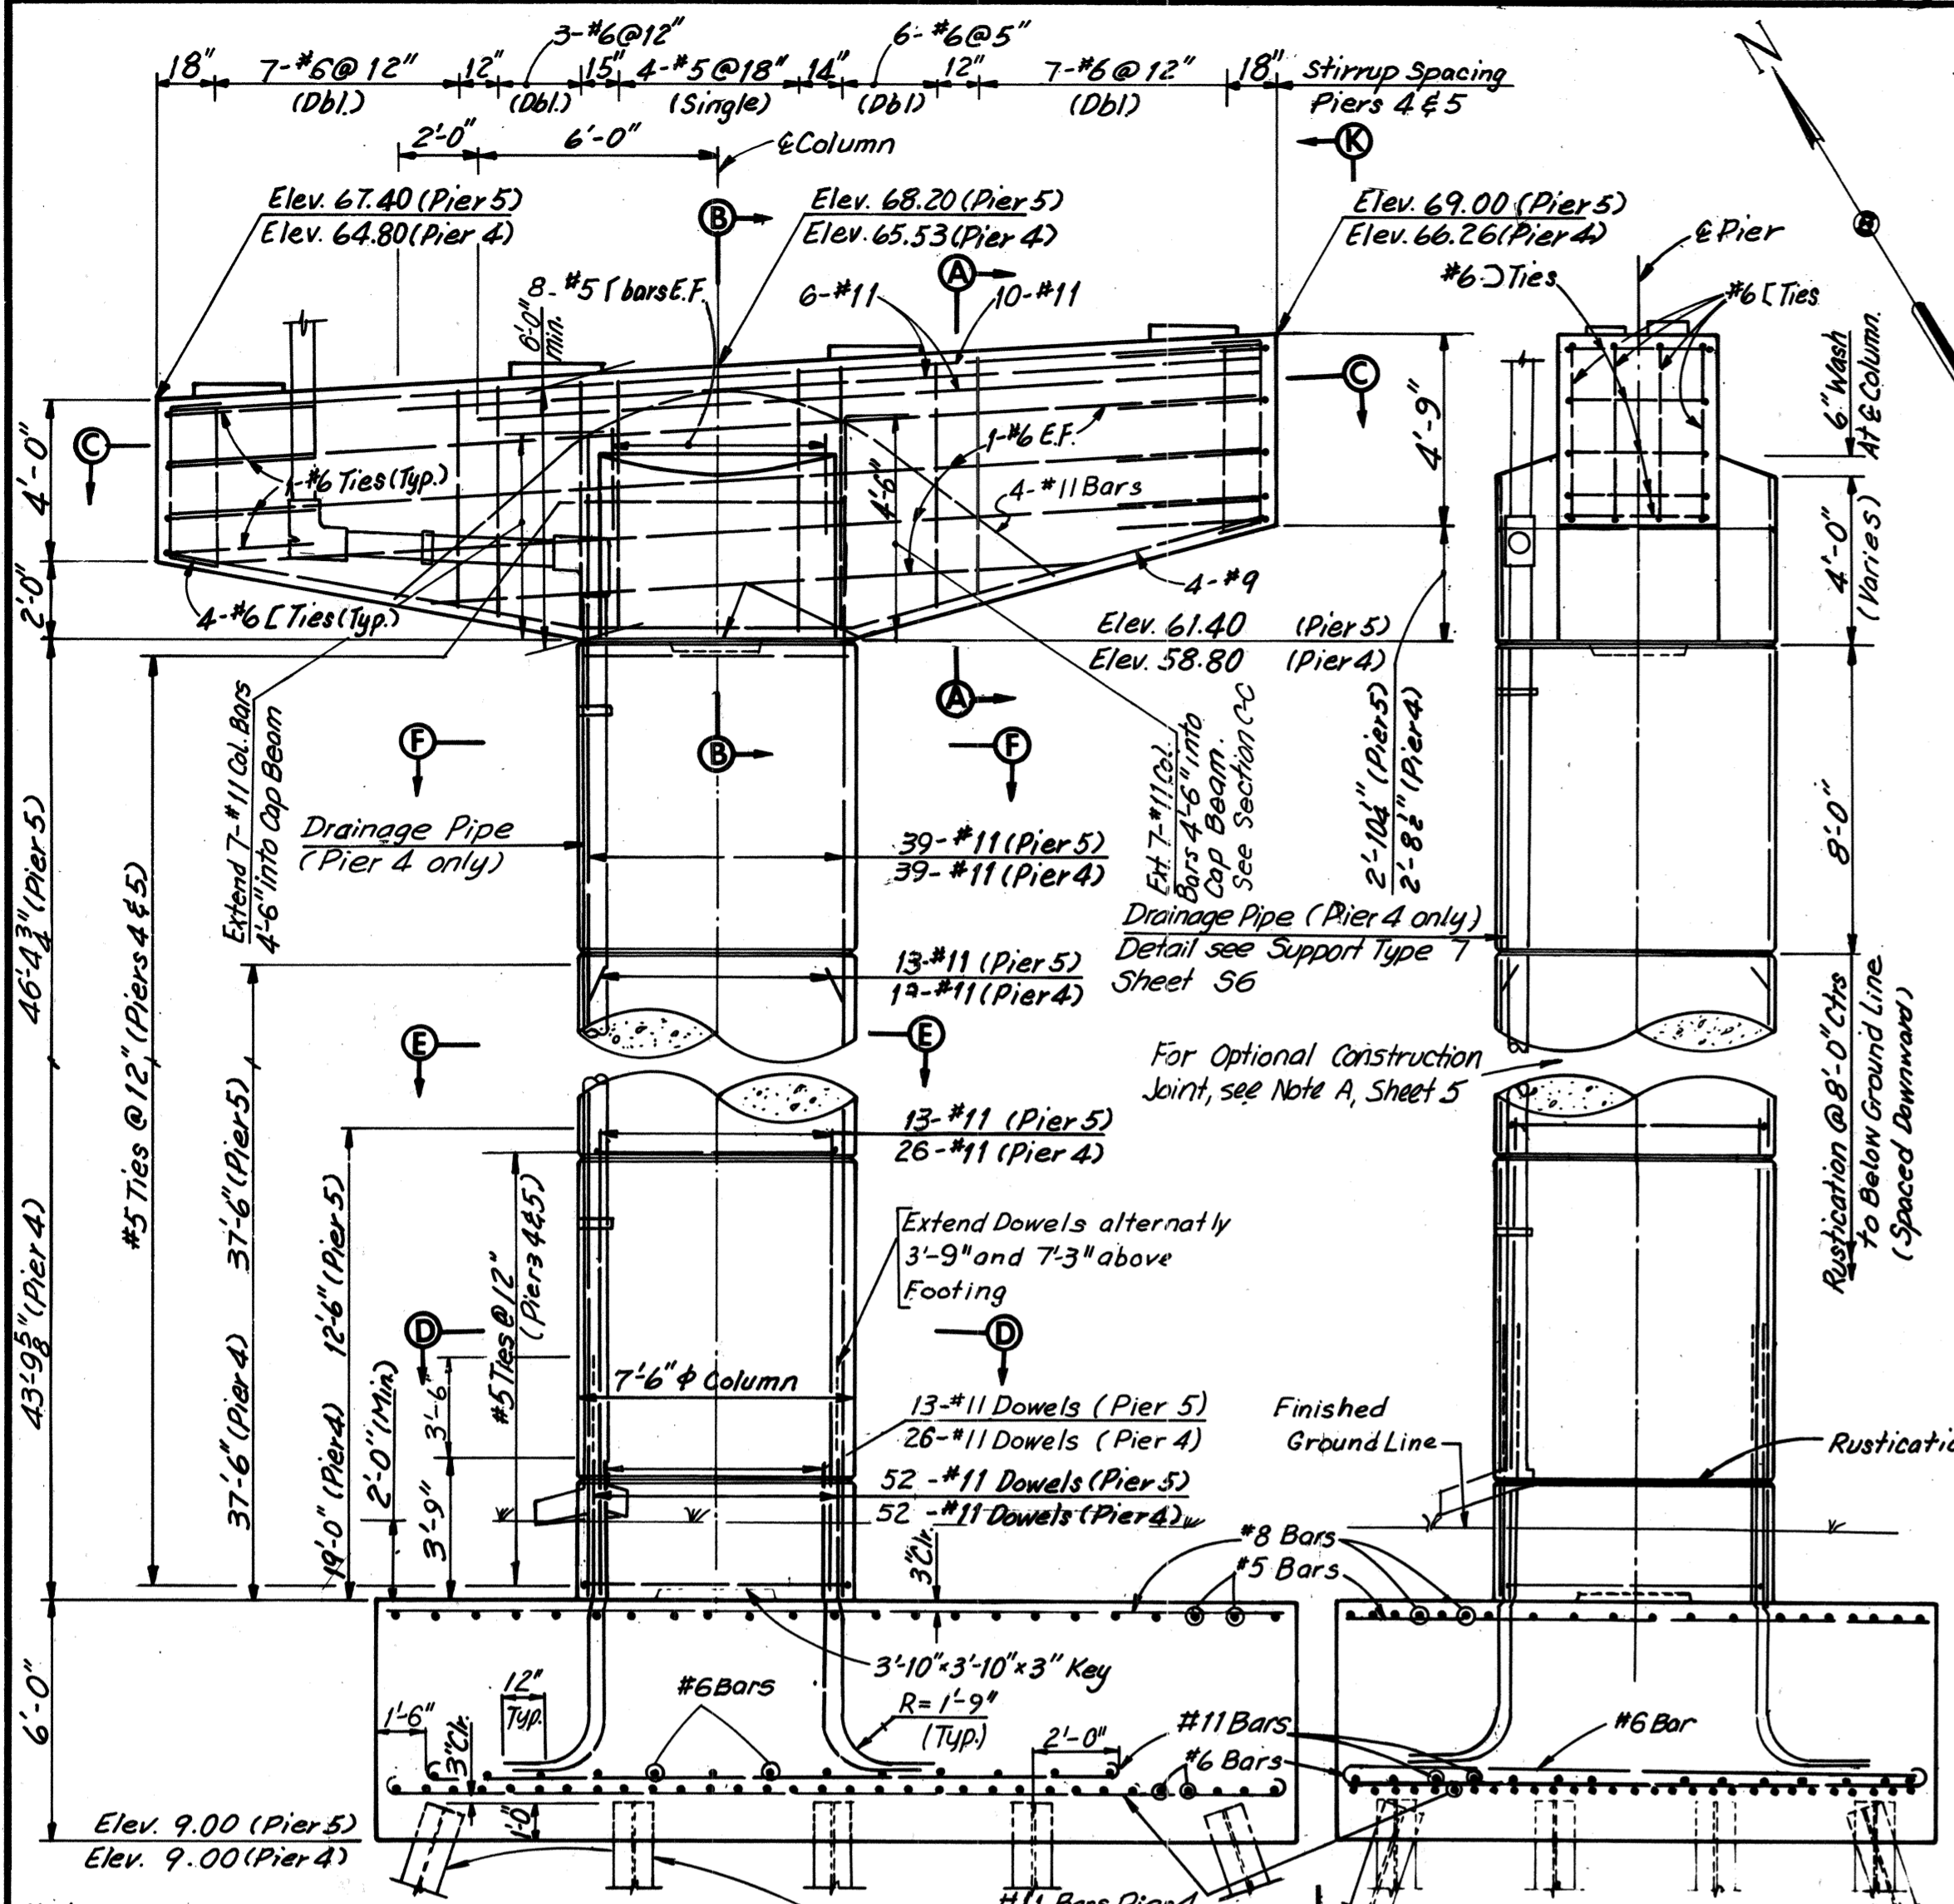 3-#6@12"
6-#6@5"
18" 7-#6@12" 12" 15" 4-#5@18" 14" 12" 7-#6@12" 18" Stirrup Spacing
(Dbl.) (Dbl.) (Single) (Dbl) (Dbl) Piers 4 & 5
2'-0" 6'-0" ℄ Column
K
N
Elev. 67.40 (Pier 5)
Elev. 64.80 (Pier 4)
B
Elev. 68.20 (Pier 5)
Elev. 65.53 (Pier 4)
Elev. 69.00 (Pier 5)
Elev. 66.26 (Pier 4)
℄ Pier
A
#6 ⊃ Ties
#6 [ Ties
8-#5 Γ bars E.F.
6'-0"
min.
6-#11
10-#11
6" Wash
At ℄ Column.
C
C
4'-0"
4'-9"
1-#6 E.F.
#6 Ties (Typ.)
4'-6"
4-#11 Bars
4'-0"
(Varies)
2'-0"
4-#6 [ Ties (Typ.)
4-#9
Elev. 61.40 (Pier 5)
Elev. 58.80 (Pier 4)
A
2'-10¼" (Pier 5)
2'-8½" (Pier 4)
Extend 7-#11 Col. Bars
4'-6" into Cap Beam
F
B
F
Ext 7-#11 Col.
Bars 4'-6" into
Cap Beam.
See Section C-C
8'-0"
Drainage Pipe
(Pier 4 only)
39-#11 (Pier 5)
39-#11 (Pier 4)
46'-4¾" (Pier 5)
#5 Ties @ 12" (Piers 4 & 5)
Drainage Pipe (Pier 4 only)
Detail see Support Type 7
Sheet S6
13-#11 (Pier 5)
(Pier 4)
E
E
For Optional Construction
Joint, see Note A, Sheet 5
Rustication @ 8'-0" Ctrs
to Below Ground Line
(Spaced Downward)
37'-6" (Pier 5)
13-#11 (Pier 5)
26-#11 (Pier 4)
12'-6" (Pier 5)
43'-9⅝" (Pier 4)
#5 Ties @ 12"
(Piers 4&5)
Extend Dowels alternatly
3'-9" and 7'-3" above
Footing
D
D
37'-6" (Pier 4)
19'-0" (Pier 4)
2'-0" (Min.)
3'-6"
7'-6" ϕ Column
13-#11 Dowels (Pier 5)
26-#11 Dowels (Pier 4)
Finished
Ground Line
3'-9"
52-#11 Dowels (Pier 5)
52-#11 Dowels (Pier 4)
3" Clr.
#8 Bars
#5 Bars
6'-0"
3'-10"×3'-10"×3" Key
12"
Typ.
#6 Bars
R=1'-9"
(Typ.)
1'-6"
3" Clr.
2'-0"
#11 Bars
#6 Bars
#6 Bar
1'-0"
Elev. 9.00 (Pier 5)
Elev. 9.00 (Pier 4)
#11 Bars Pier 4